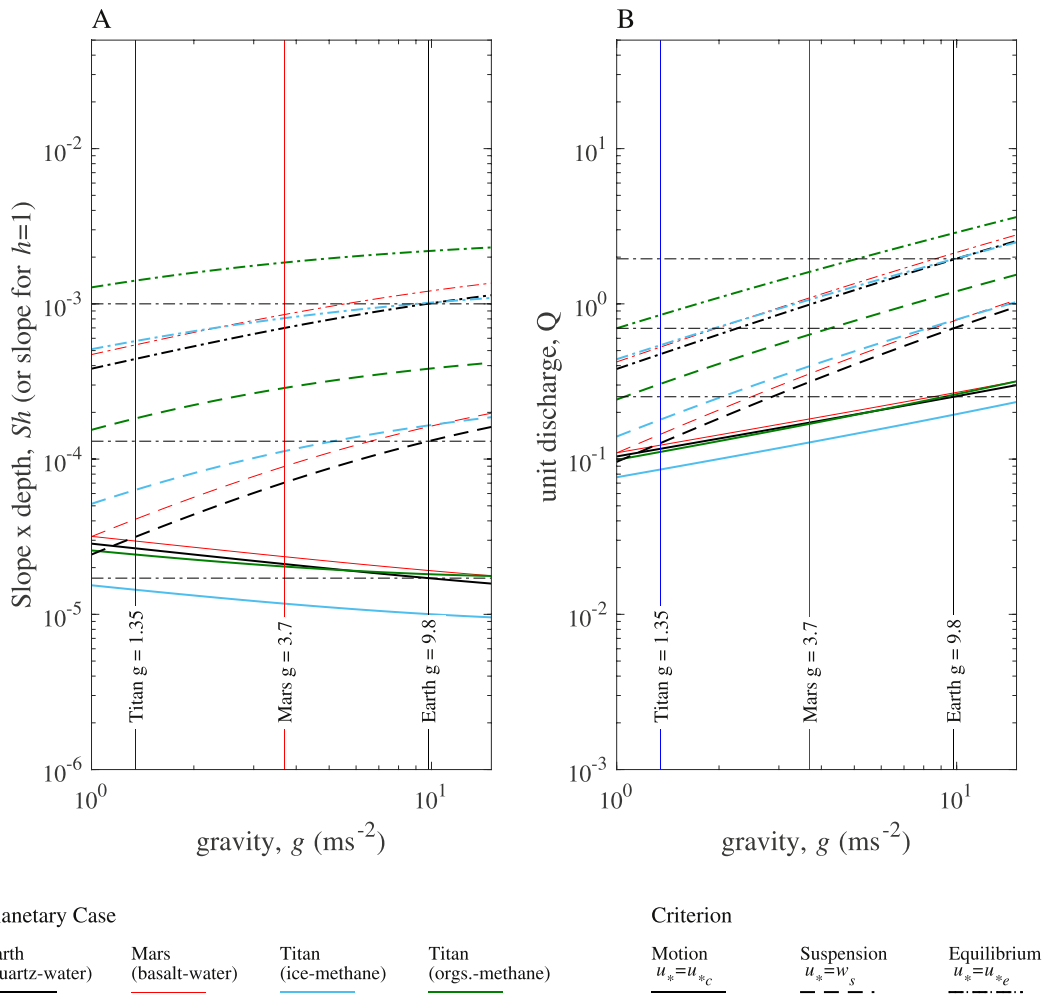 A
B
Slope x depth, Sh (or slope for h=1)
10^-2
10^-3
10^-4
10^-5
10^-6
Titan g = 1.35
Mars g = 3.7
Earth g = 9.8
10^0
10^1
gravity, g (ms^-2)
unit discharge, Q
10^1
10^0
10^-1
10^-2
10^-3
Titan g = 1.35
Mars g = 3.7
Earth g = 9.8
10^0
10^1
gravity, g (ms^-2)
lanetary Case
arth
uartz-water)
Mars
(basalt-water)
Titan
(ice-methane)
Titan
(orgs.-methane)
Criterion
Motion
u*=u*c
Suspension
u*=ws
Equilibrium
u*=u*e